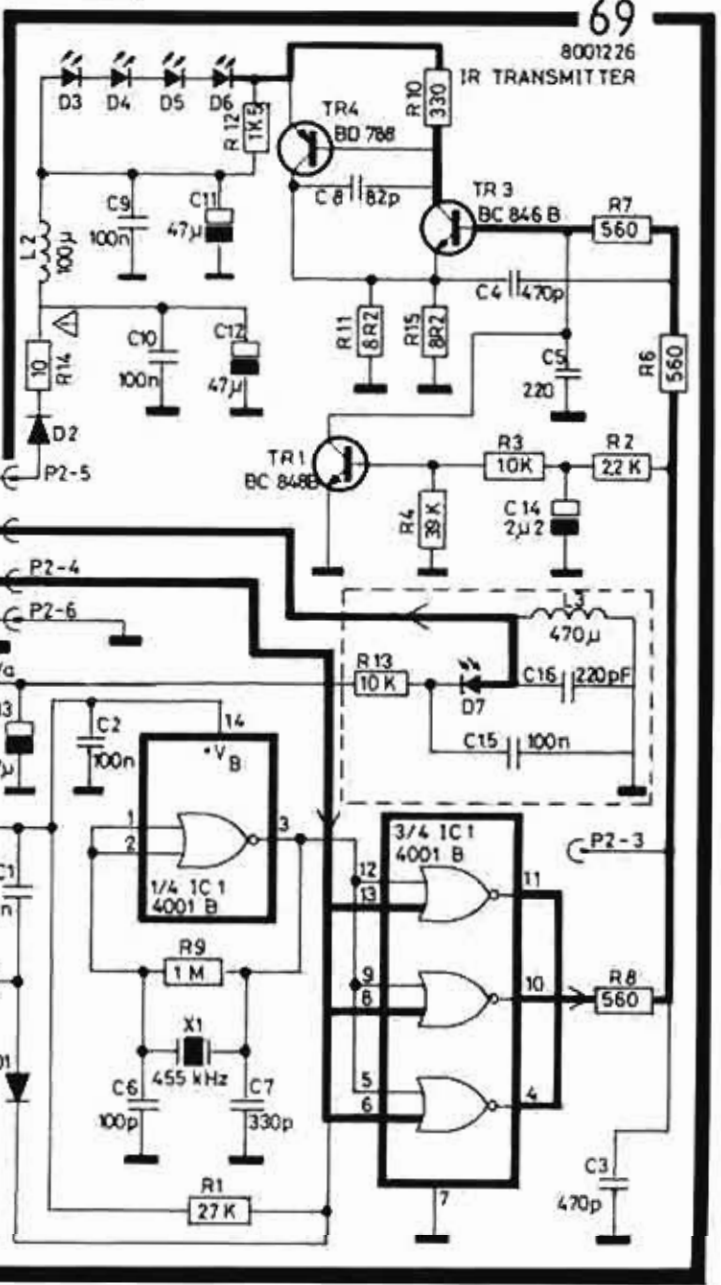 69
8001226
IR TRANSMITTER
D3 D4 D5 D6
R 12
1K5
TR4
BD 788
R10
330
C 8 82p
TR 3
BC 846 B
R7
560
C9
100n
C11
47μ
L2
100μ
C4 470p
R11
8R2
R15
8R2
C5
220
R6
560
C10
100n
C12
47μ
10
R14
D2
P2-5
TR1
BC 848B
R3
10K
R2
22 K
R4
39K
C 14
2μ2
P2-4
P2-6
L3
470μ
R 13
10 K
D7
C16 220pF
C15 100n
C2
100n
14
+VB
1
2
3
1/4 IC 1
4001 B
3/4 IC 1
4001 B
P2-3
12
13
11
9
8
10
5
6
4
7
R9
1 M
X1
455 kHz
C6
100p
C7
330p
R8
560
C3
470p
R1
27 K